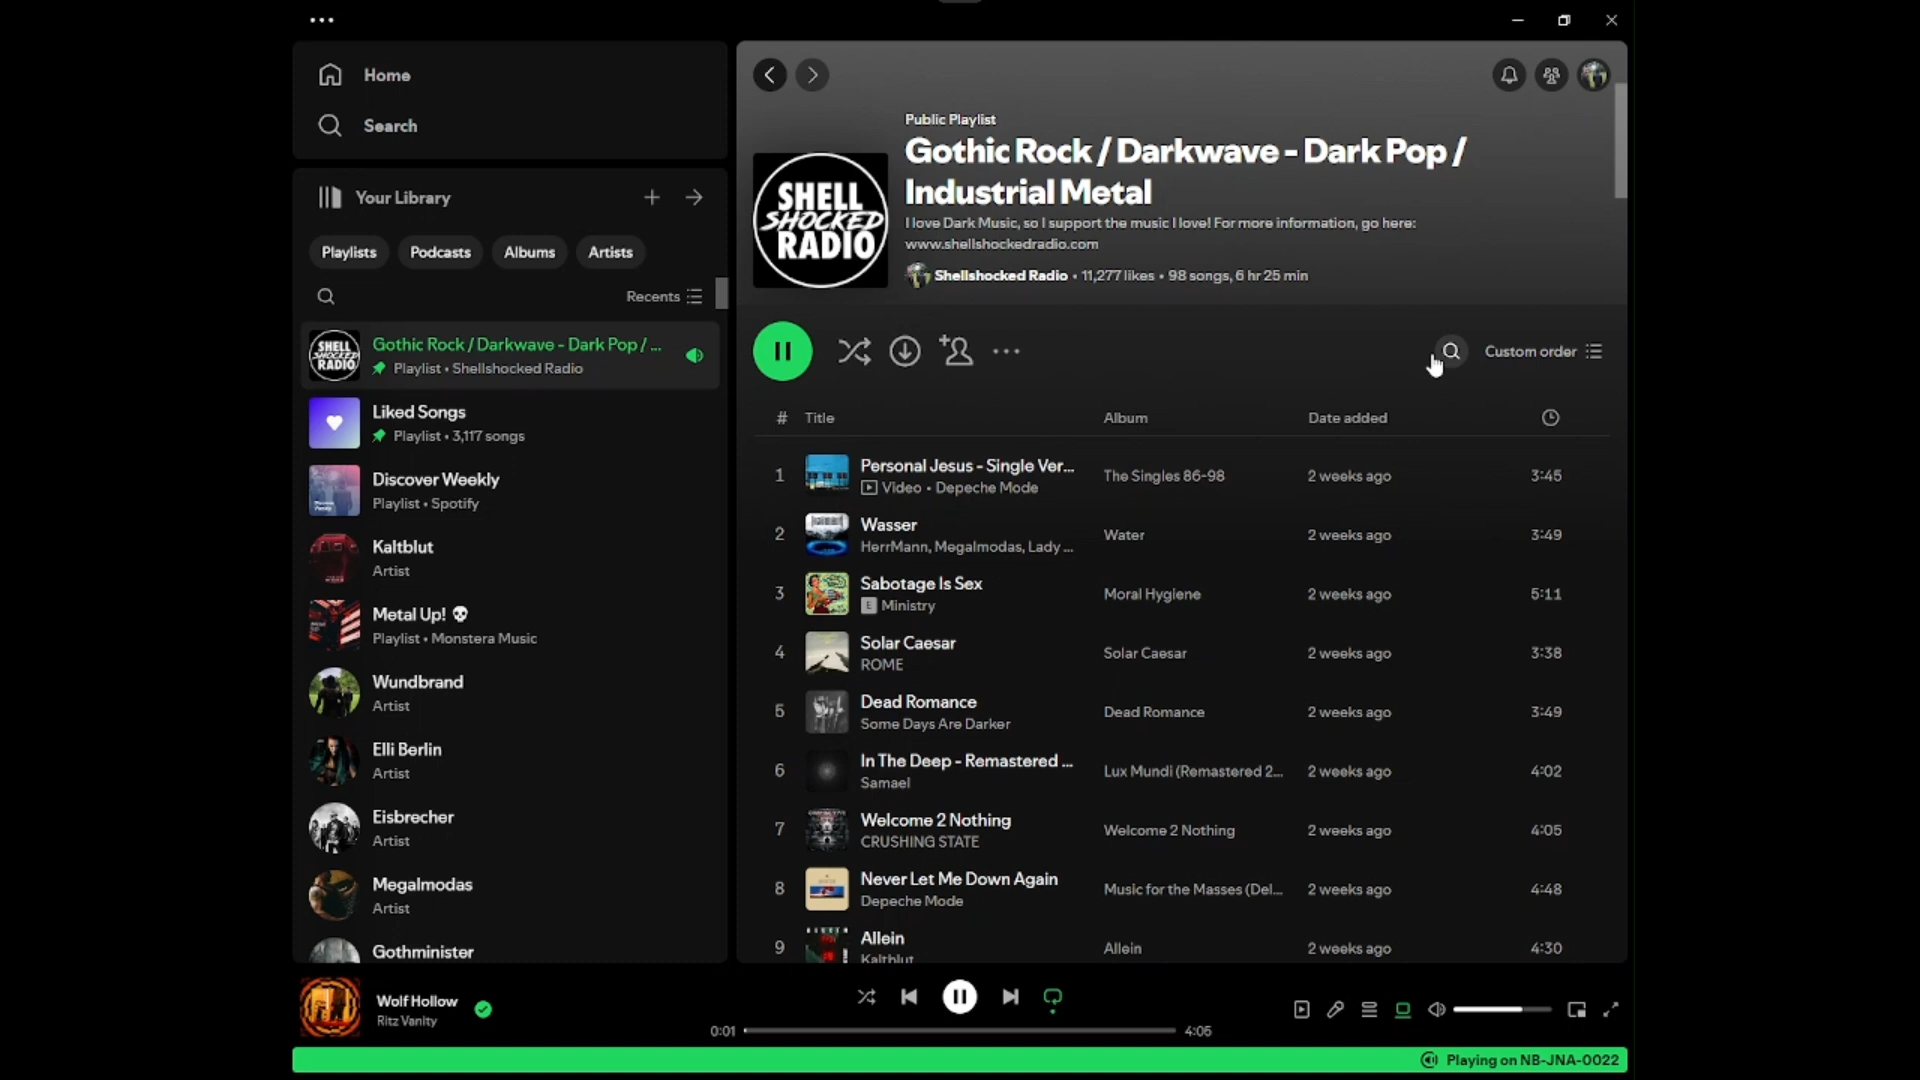 Home
Search
Your Library
Playlists Podcasts Albums Artists
Recents
SHELL SHOCKED RADIO
Gothic Rock / Darkwave - Dark Pop / ...
Playlist • Shellshocked Radio
Liked Songs
Playlist • 3,117 songs
Discover Weekly
Playlist • Spotify
Kaltblut
Artist
Metal Up! 💀
Playlist • Monstera Music
Wundbrand
Artist
Elli Berlin
Artist
Eisbrecher
Artist
Megalmodas
Artist
Gothminister
Public Playlist
Gothic Rock / Darkwave - Dark Pop /
Industrial Metal
SHELL
SHOCKED
RADIO
I love Dark Music, so I support the music I love! For more information, go here:
www.shellshockedradio.com
Shellshocked Radio • 11,277 likes • 98 songs, 6 hr 25 min
Custom order
# Title Album Date added
1 Personal Jesus - Single Ver... The Singles 86-98 2 weeks ago 3:45
Video • Depeche Mode
2 Wasser Water 2 weeks ago 3:49
HerrMann, Megalmodas, Lady ...
3 Sabotage Is Sex Moral Hygiene 2 weeks ago 5:11
E Ministry
4 Solar Caesar Solar Caesar 2 weeks ago 3:38
ROME
5 Dead Romance Dead Romance 2 weeks ago 3:49
Some Days Are Darker
6 In The Deep - Remastered ... Lux Mundi (Remastered 2... 2 weeks ago 4:02
Samael
7 Welcome 2 Nothing Welcome 2 Nothing 2 weeks ago 4:05
CRUSHING STATE
8 Never Let Me Down Again Music for the Masses (Del... 2 weeks ago 4:48
Depeche Mode
9 Allein Allein 2 weeks ago 4:30
Kaltblut
Wolf Hollow
Ritz Vanity
0:01 4:05
Playing on NB-JNA-0022